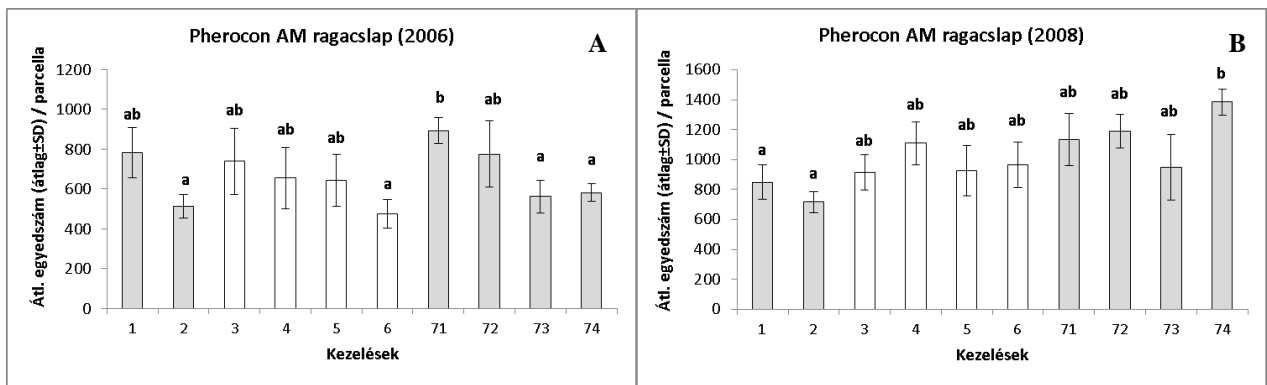 Pherocon AM ragacslap (2006)
A
Átl. egyedszám (átlag±SD) / parcella
1200
1000
800
600
400
200
0
ab
a
ab
ab
ab
a
b
ab
a
a
1 2 3 4 5 6 71 72 73 74
Kezelések
Pherocon AM ragacslap (2008)
B
Átl. egyedszám (átlag±SD) / parcella
1600
1400
1200
1000
800
600
400
200
0
a
a
ab
ab
ab
ab
ab
ab
ab
b
1 2 3 4 5 6 71 72 73 74
Kezelések